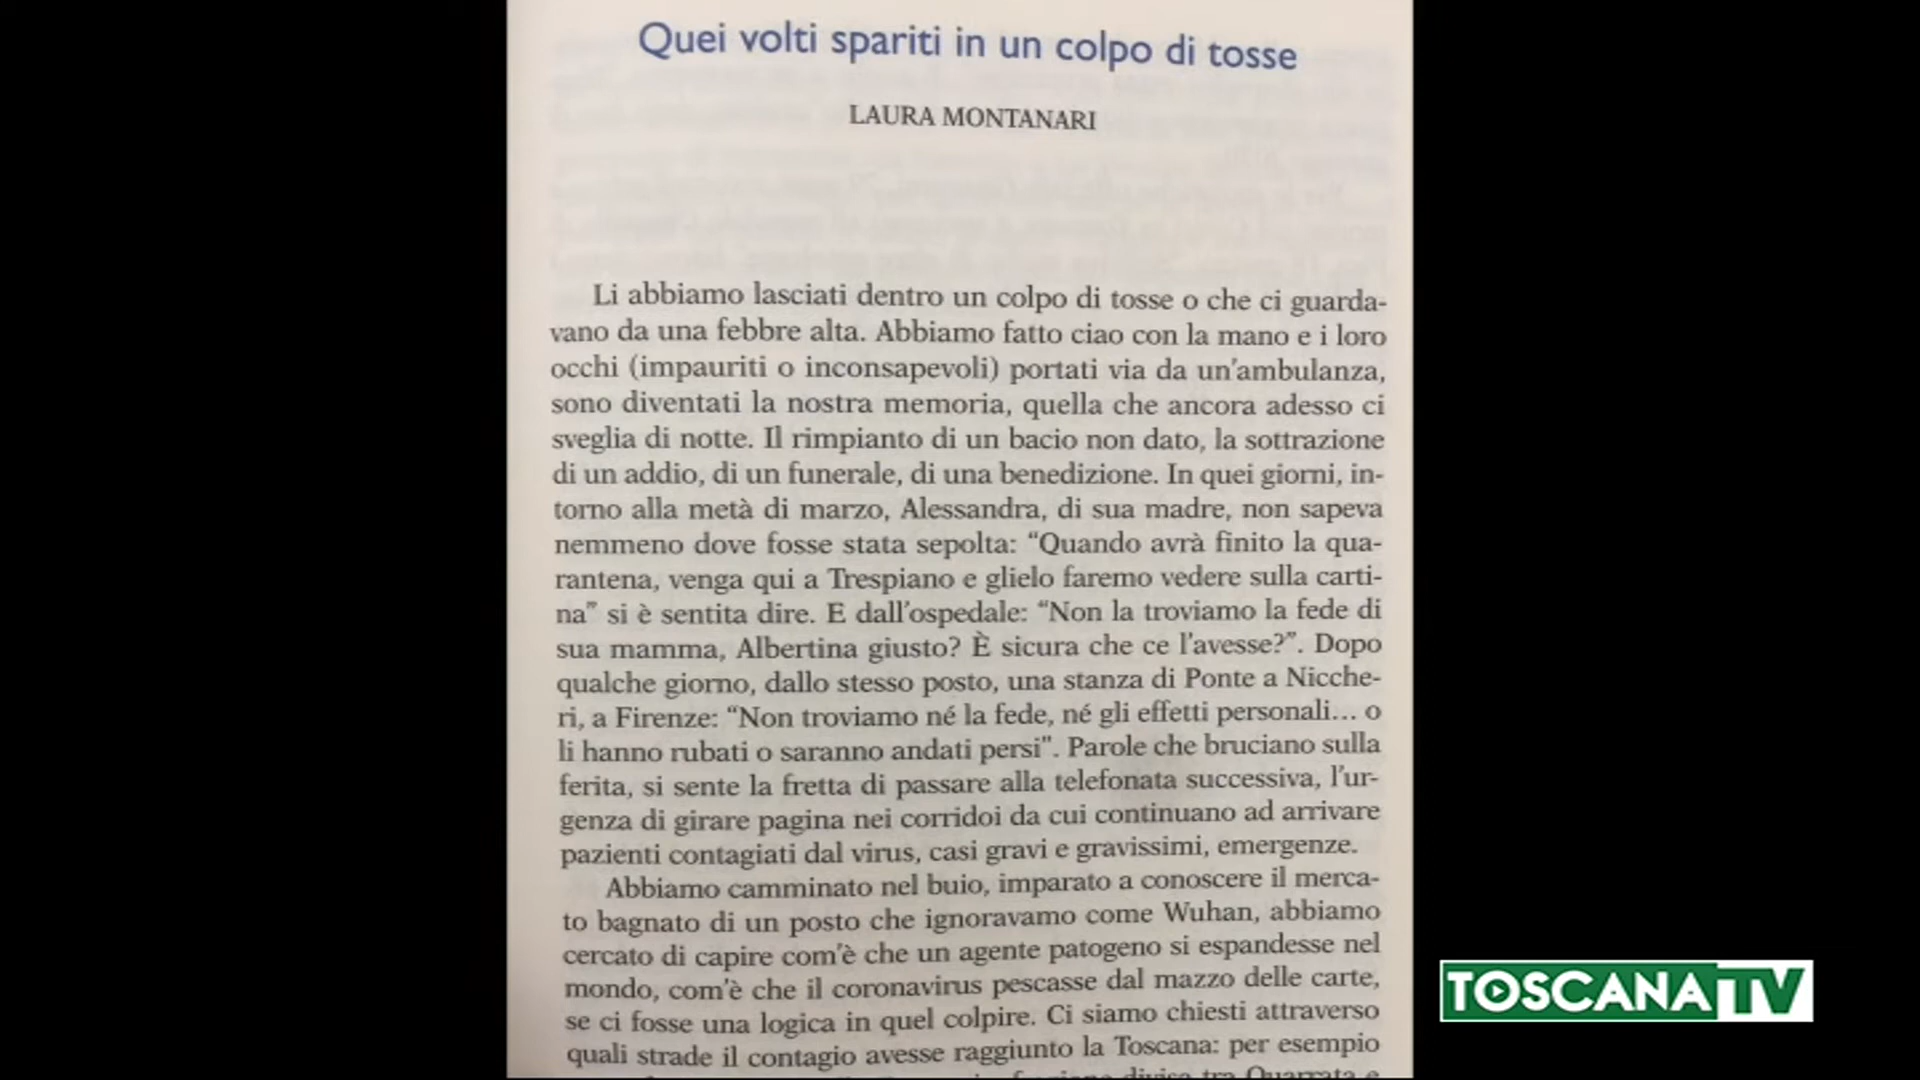 Quei volti spariti in un colpo di tosse
LAURA MONTANARI
Li abbiamo lasciati dentro un colpo di tosse o che ci guarda-
vano da una febbre alta. Abbiamo fatto ciao con la mano e i loro
occhi (impauriti o inconsapevoli) portati via da un'ambulanza,
sono diventati la nostra memoria, quella che ancora adesso ci
sveglia di notte. Il rimpianto di un bacio non dato, la sottrazione
di un addio, di un funerale, di una benedizione. In quei giorni, in-
torno alla metà di marzo, Alessandra, di sua madre, non sapeva
nemmeno dove fosse stata sepolta: “Quando avrà finito la qua-
rantena, venga qui a Trespiano e glielo faremo vedere sulla carti-
na” si è sentita dire. E dall'ospedale: “Non la troviamo la fede di
sua mamma, Albertina giusto? È sicura che ce l'avesse?”. Dopo
qualche giorno, dallo stesso posto, una stanza di Ponte a Nicche-
ri, a Firenze: “Non troviamo né la fede, né gli effetti personali... o
li hanno rubati o saranno andati persi”. Parole che bruciano sulla
ferita, si sente la fretta di passare alla telefonata successiva, l'ur-
genza di girare pagina nei corridoi da cui continuano ad arrivare
pazienti contagiati dal virus, casi gravi e gravissimi, emergenze.
Abbiamo camminato nel buio, imparato a conoscere il merca-
to bagnato di un posto che ignoravamo come Wuhan, abbiamo
cercato di capire com'è che un agente patogeno si espandesse nel
mondo, com'è che il coronavirus pescasse dal mazzo delle carte,
se ci fosse una logica in quel colpire. Ci siamo chiesti attraverso
quali strade il contagio avesse raggiunto la Toscana: per esempio
divisa tra Quarrata e
TOSCANA TV